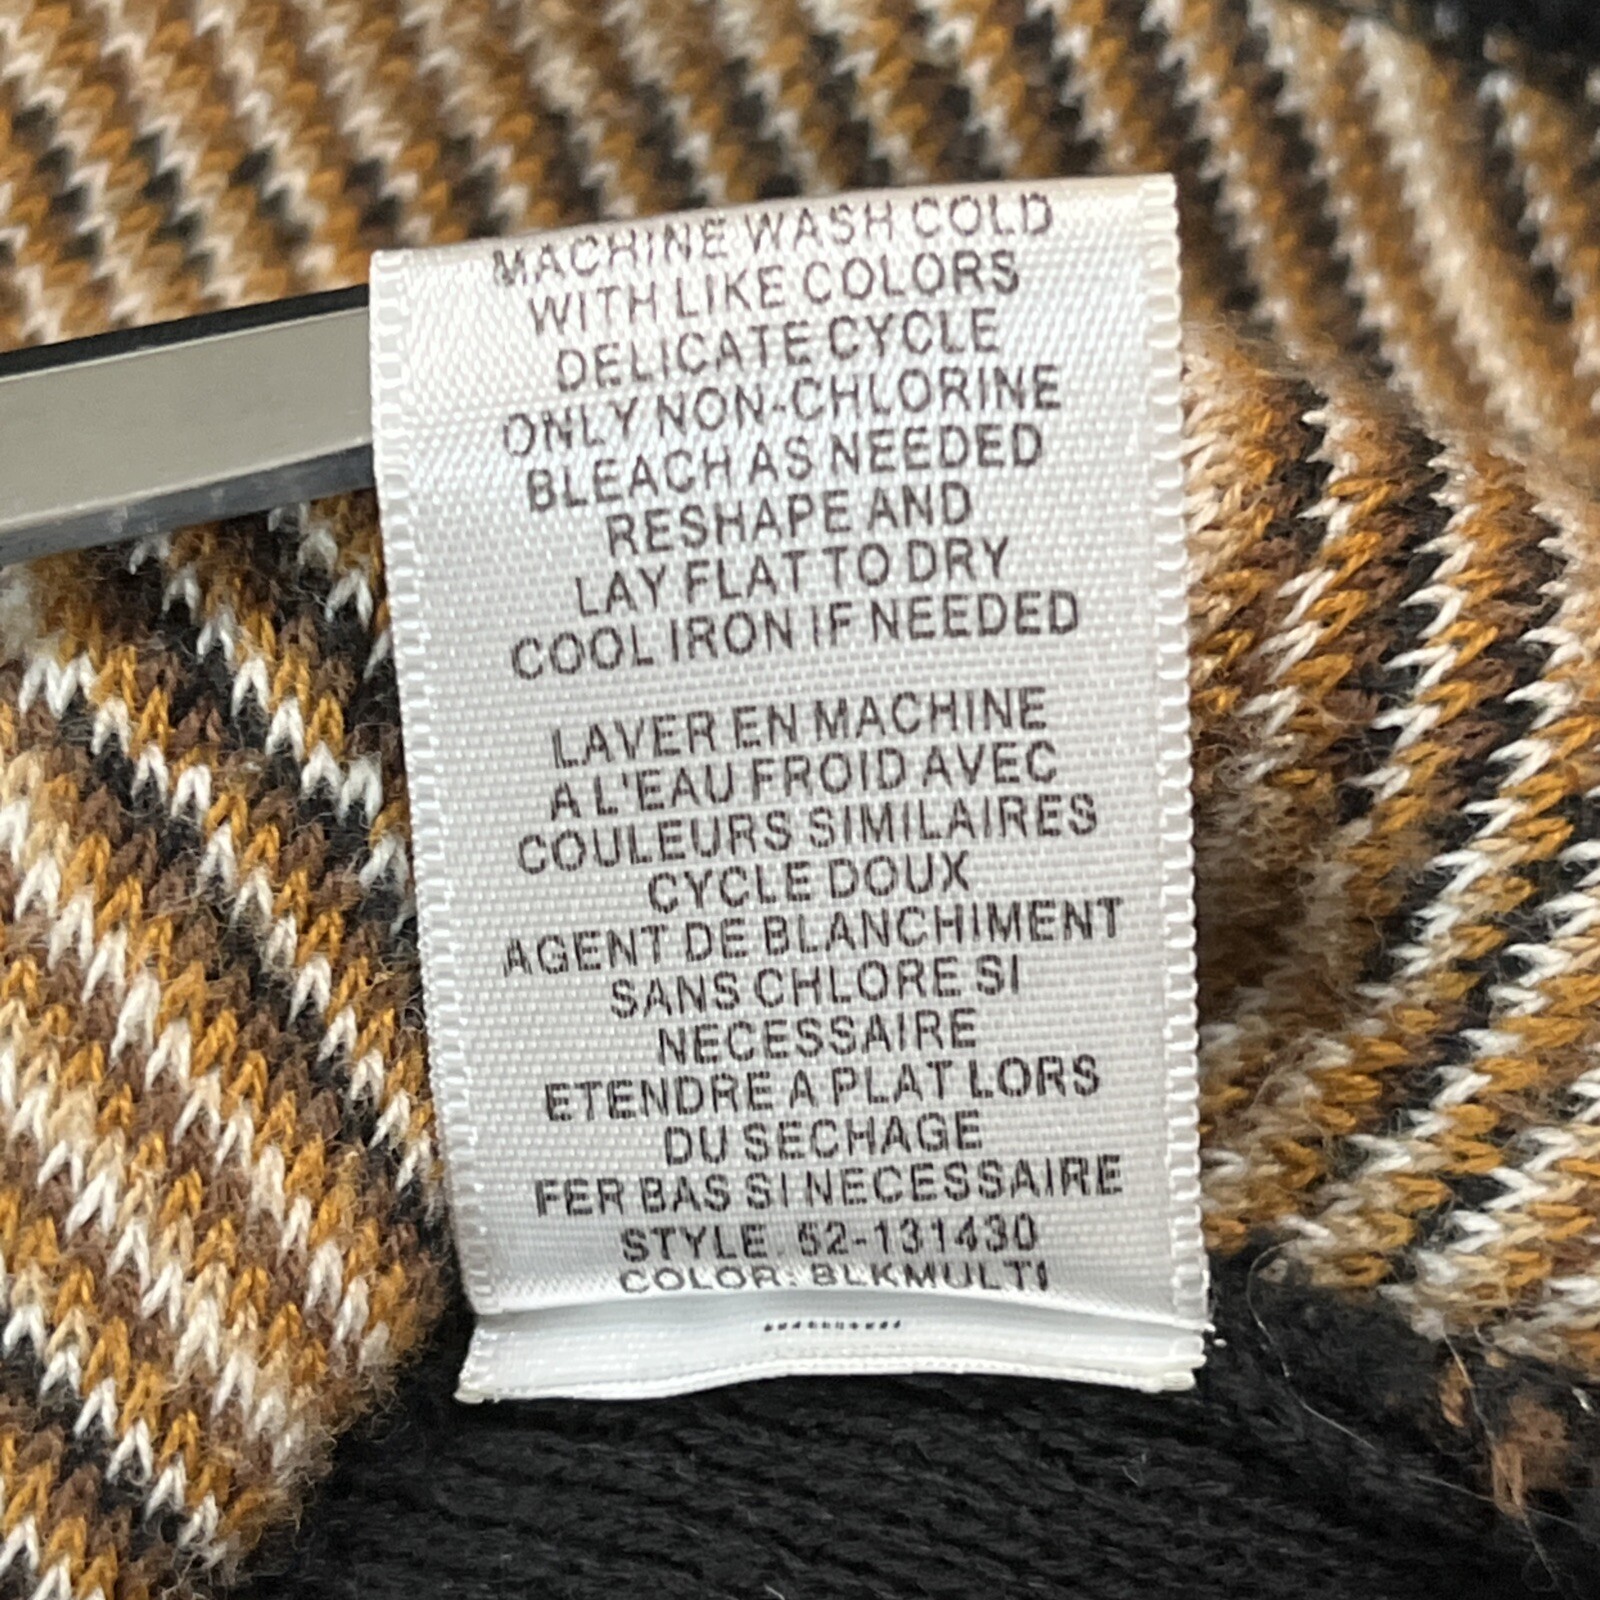 MACHINE WASH COLD
WITH LIKE COLORS
DELICATE CYCLE
ONLY NON-CHLORINE
BLEACH AS NEEDED
RESHAPE AND
LAY FLAT TO DRY
COOL IRON IF NEEDED
LAVER EN MACHINE
A L'EAU FROID AVEC
COULEURS SIMILAIRES
CYCLE DOUX
AGENT DE BLANCHIMENT
SANS CHLORE SI
NECESSAIRE
ETENDRE A PLAT LORS
DU SECHAGE
FER BAS SI NECESSAIRE
STYLE: 52-131430
COLOR: BLKMULTI